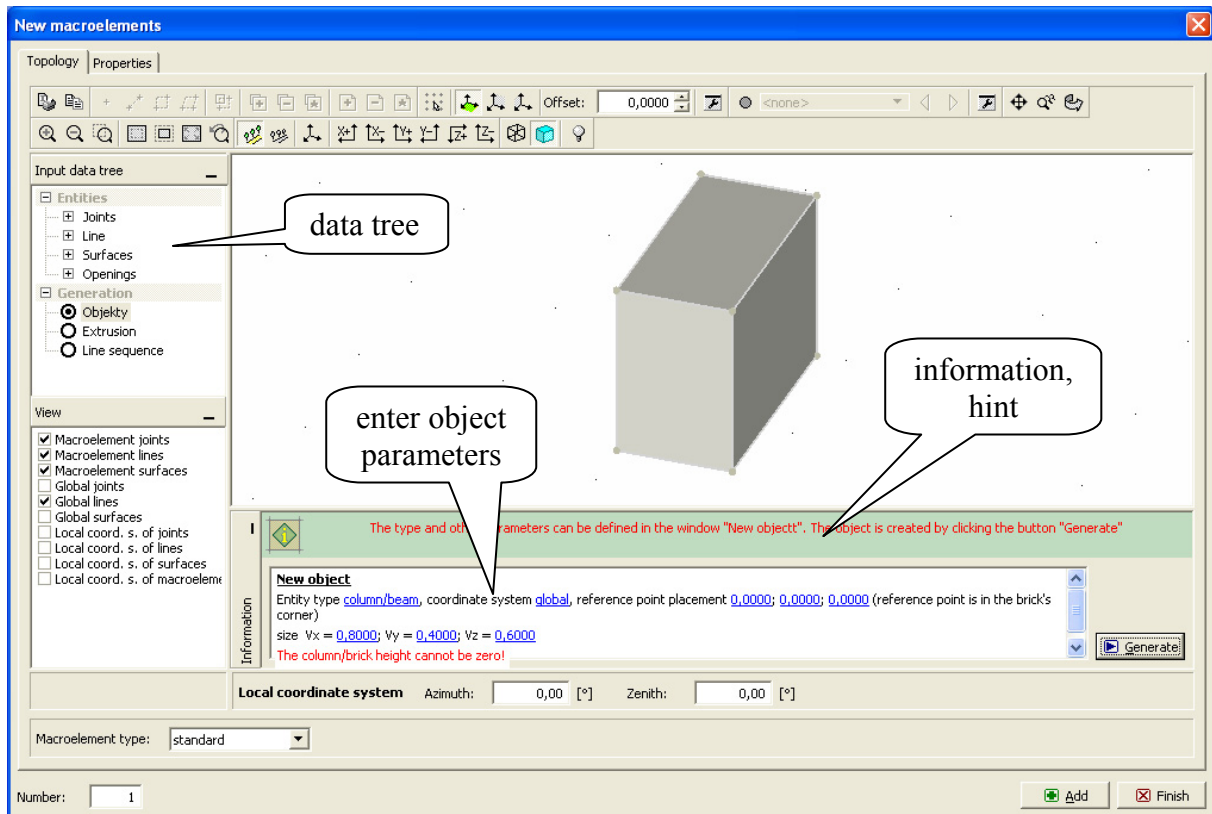 New macroelements
Topology Properties
Offset: 0,0000 <none>
Input data tree
Entities
Joints
Line
Surfaces
Openings
Generation
Objekty
Extrusion
Line sequence
data tree
information,
hint
enter object
parameters
View
Macroelement joints
Macroelement lines
Macroelement surfaces
Global joints
Global lines
Global surfaces
Local coord. s. of joints
Local coord. s. of lines
Local coord. s. of surfaces
Local coord. s. of macroeleme
Information
The type and oth rameters can be defined in the window "New objectt". The object is created by clicking the button "Generate"
New object
Entity type column/beam, coordinate system global, reference point placement 0,0000; 0,0000; 0,0000 (reference point is in the brick's
corner)
size Vx = 0,8000; Vy = 0,4000; Vz = 0,6000
The column/brick height cannot be zero!
Generate
Local coordinate system Azimuth: 0,00 [°] Zenith: 0,00 [°]
Macroelement type: standard
Number: 1 Add Finish